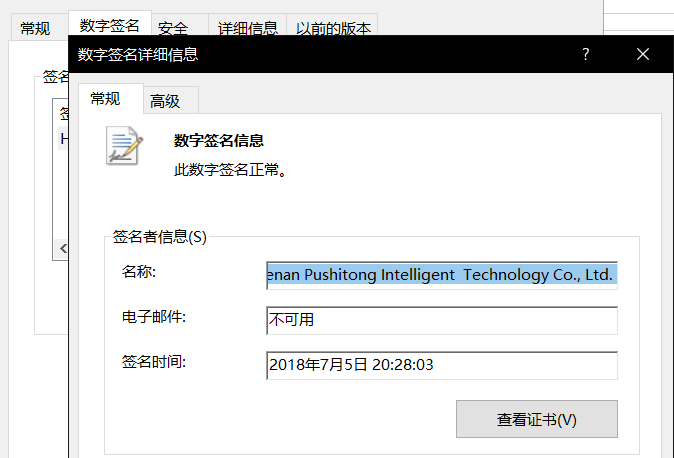 常规 数字签名 安全 详细信息 以前的版本
数字签名详细信息
签名
常规 高级
签
H
数字签名信息
此数字签名正常。
签名者信息(S)
名称: enan Pushitong Intelligent  Technology Co., Ltd.
电子邮件: 不可用
签名时间: 2018年7月5日 20:28:03
查看证书(V)